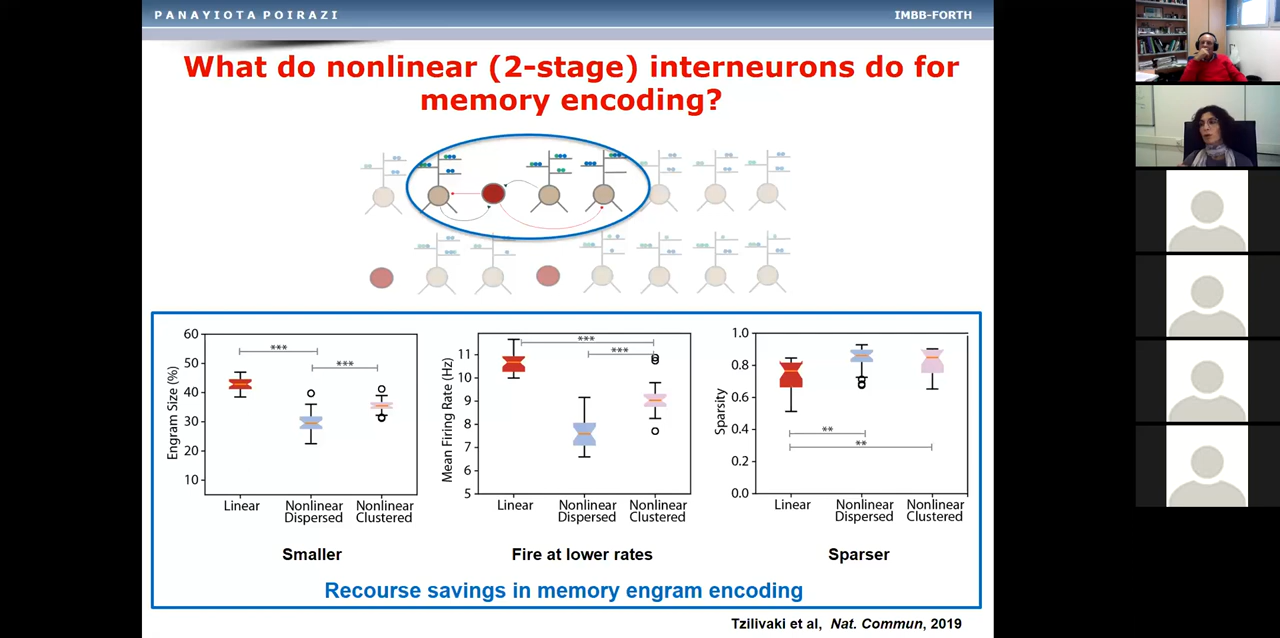 PANAYIOTA POIRAZI
IMBB-FORTH
What do nonlinear (2-stage) interneurons do for
memory encoding?
Engram Size (%)
60
50
40
30
20
10
***
***
Linear
Nonlinear
Dispersed
Nonlinear
Clustered
Smaller
Mean Firing Rate (Hz)
11
10
9
8
7
6
5
***
***
Linear
Nonlinear
Dispersed
Nonlinear
Clustered
Fire at lower rates
Sparsity
1.0
0.8
0.6
0.4
0.2
0.0
**
**
Linear
Nonlinear
Dispersed
Nonlinear
Clustered
Sparser
Recourse savings in memory engram encoding
Tzilivaki et al, Nat. Commun, 2019